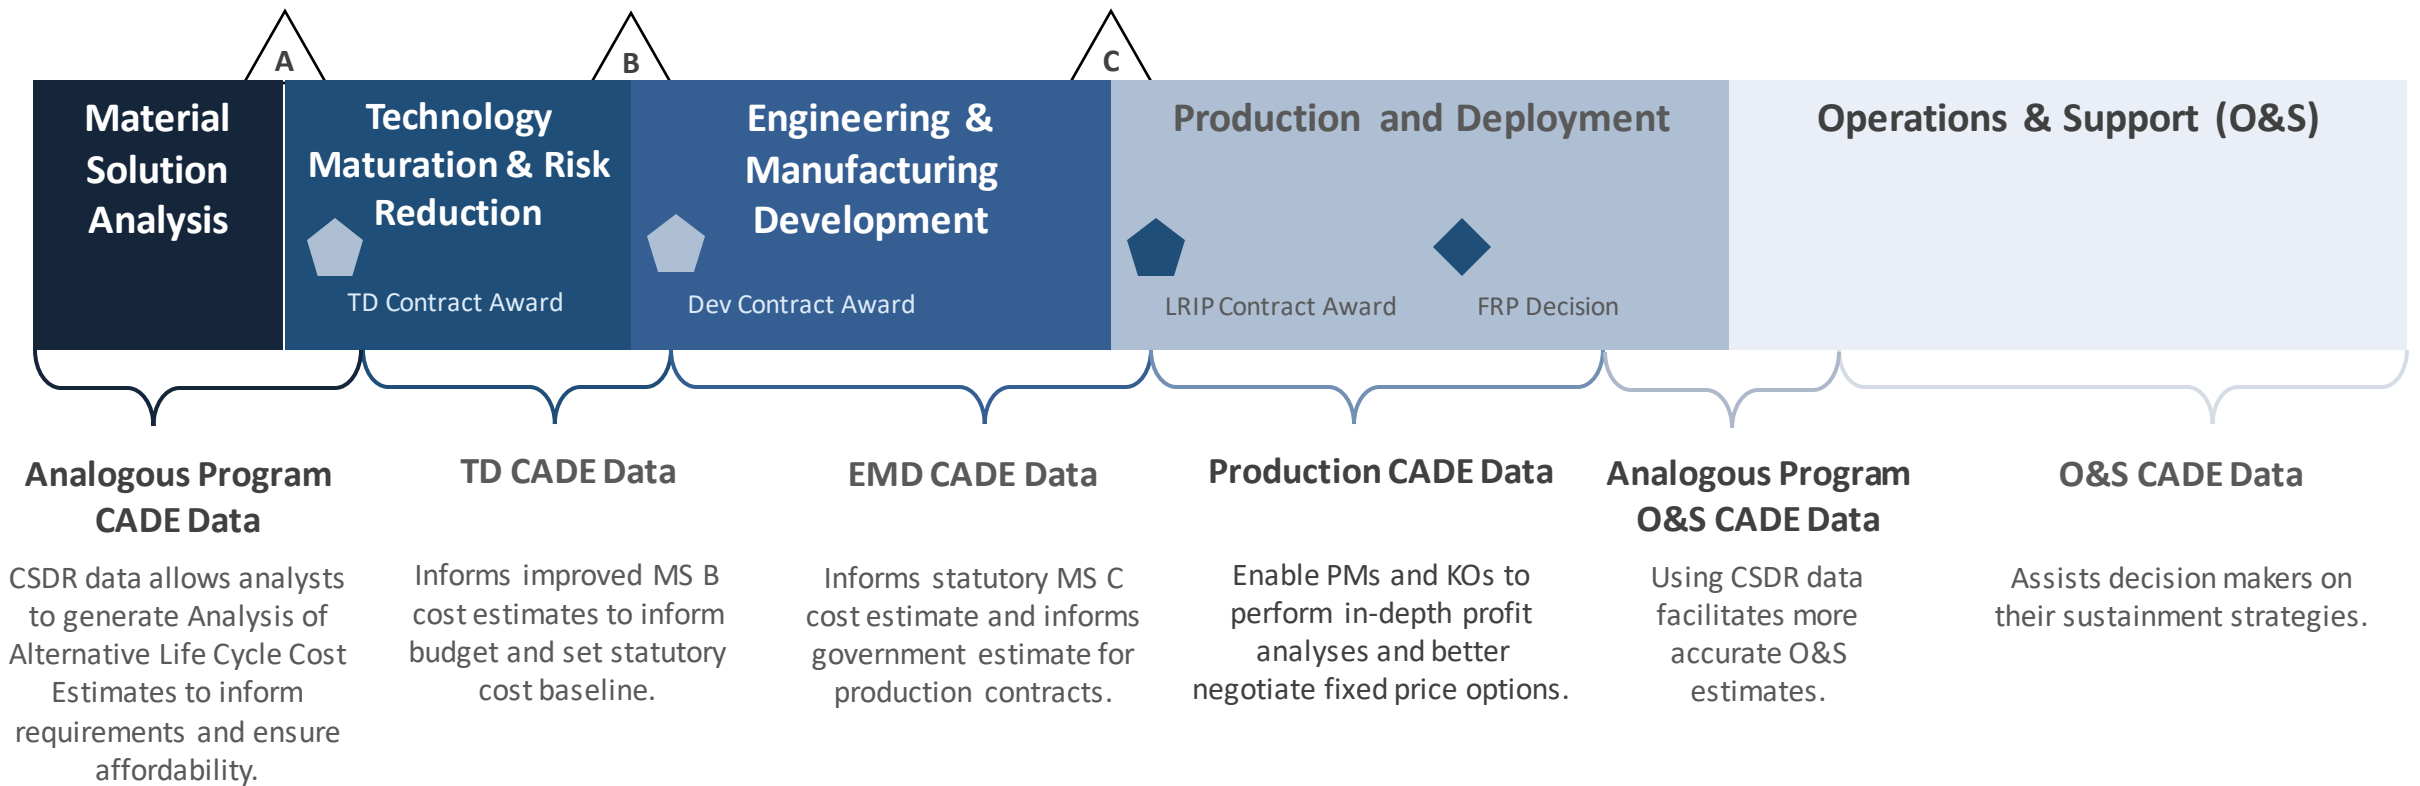 A
B
C
Material
Solution
Analysis
Technology
Maturation & Risk
Reduction
TD Contract Award
Engineering &
Manufacturing
Development
Dev Contract Award
Production and Deployment
LRIP Contract Award
FRP Decision
Operations & Support (O&S)
Analogous Program
CADE Data
CSDR data allows analysts
to generate Analysis of
Alternative Life Cycle Cost
Estimates to inform
requirements and ensure
affordability.
TD CADE Data
Informs improved MS B
cost estimates to inform
budget and set statutory
cost baseline.
EMD CADE Data
Informs statutory MS C
cost estimate and informs
government estimate for
production contracts.
Production CADE Data
Enable PMs and KOs to
perform in-depth profit
analyses and better
negotiate fixed price options.
Analogous Program
O&S CADE Data
Using CSDR data
facilitates more
accurate O&S
estimates.
O&S CADE Data
Assists decision makers on
their sustainment strategies.